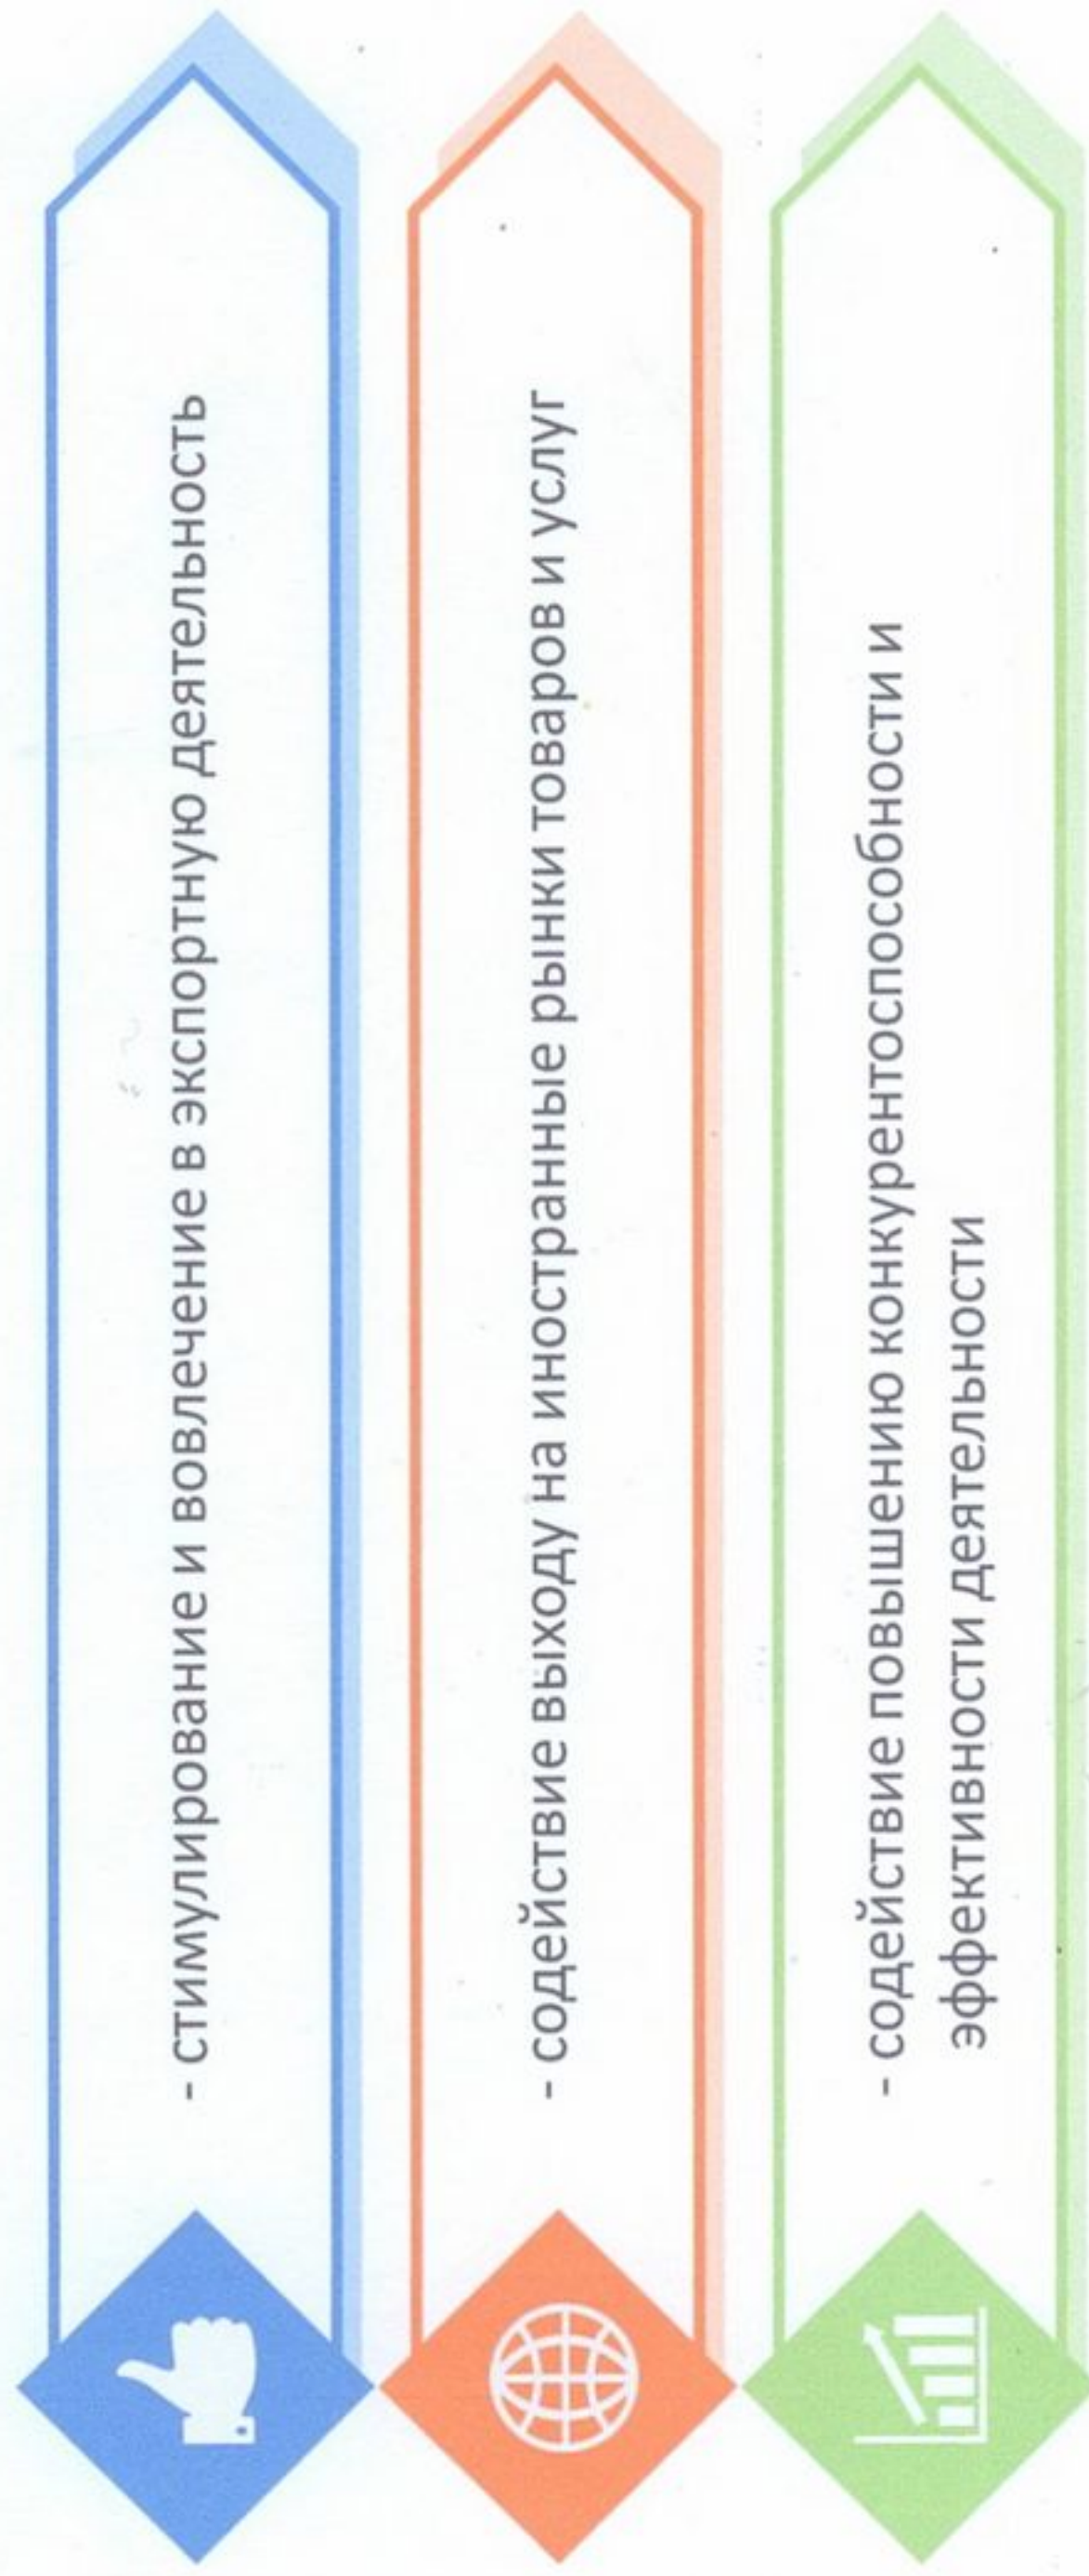 - стимулирование и вовлечение в экспортную деятельность
- содействие выходу на иностранные рынки товаров и услуг
- содействие повышению конкурентоспособности и
эффективности деятельности